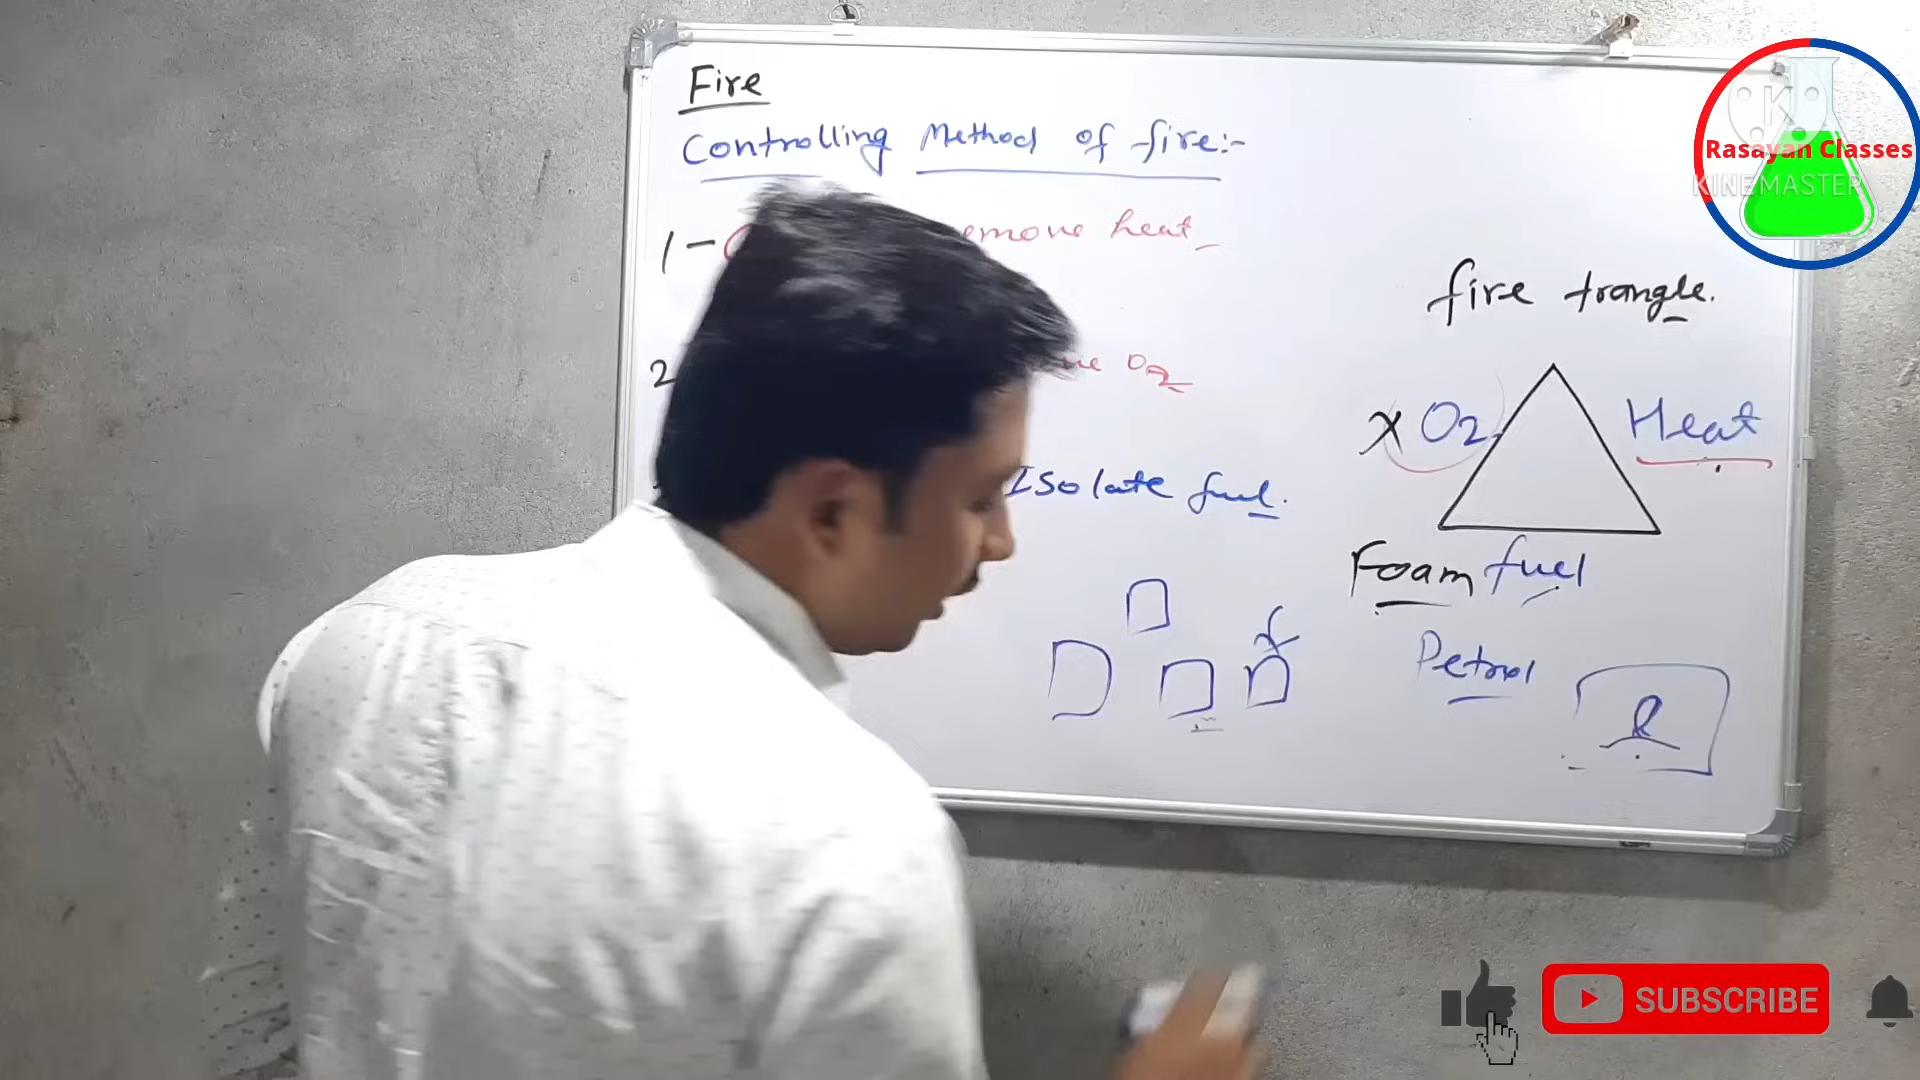 Fire
Controlling Method of fire:-
1 - emove heat
2 O2
Isolate fuel.
fire trangle.
x O2
Heat
Foam fuel
Petrol
K
Rasayan Classes
KINEMASTER
SUBSCRIBE